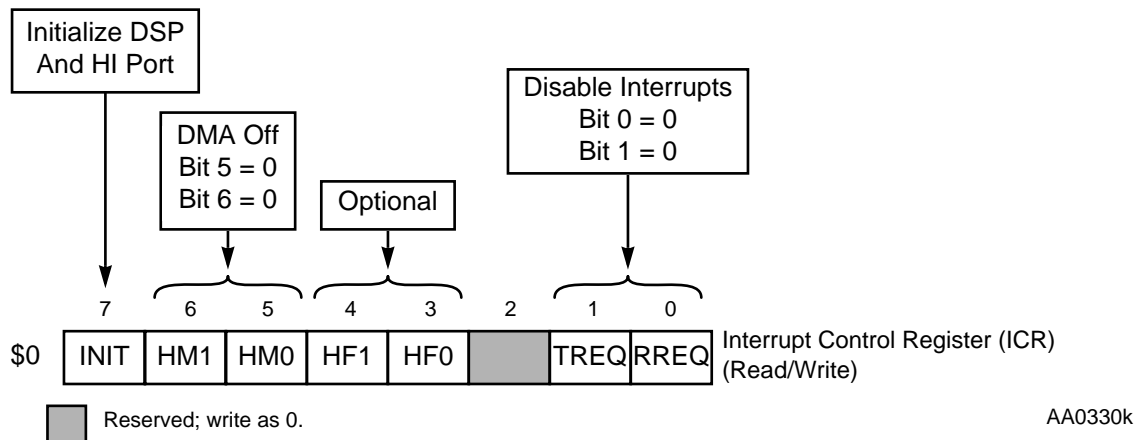 Initialize DSP
And HI Port
Disable Interrupts
Bit 0 = 0
Bit 1 = 0
DMA Off
Bit 5 = 0
Bit 6 = 0
Optional
7 6 5 4 3 2 1 0
$0 INIT HM1 HM0 HF1 HF0 TREQ RREQ Interrupt Control Register (ICR)
(Read/Write)
Reserved; write as 0.
AA0330k